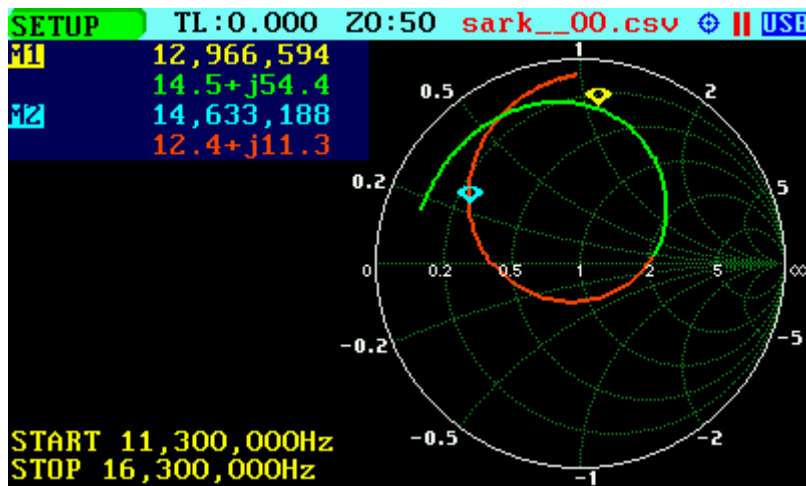 SETUP TL:0.000 Z0:50 sark__00.csv USB
M1 12,966,594
14.5+j54.4
M2 14,633,188
12.4+j11.3
1
0.5 2
0.2 5
0 0.2 0.5 1 2 5 ∞
-0.2 -5
-0.5 -2
-1
START 11,300,000Hz
STOP 16,300,000Hz